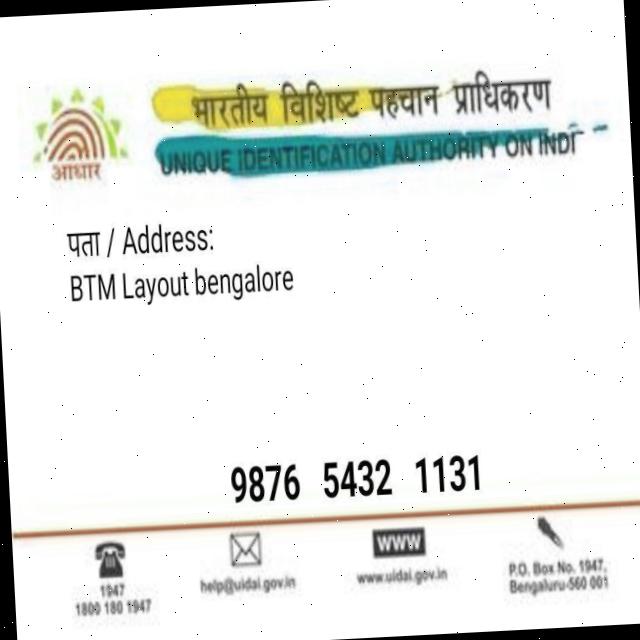 भारतीय विशिष्ट पहचान प्राधिकरण
UNIQUE IDENTIFICATION AUTHORITY ON INDI
आधार
पता / Address:
BTM Layout bengalore
9876 5432 1131
WWW
1947
1800 180 1947
help@uidai.gov.in
www.uidai.gov.in
P.O. Box No. 1947,
Bengaluru-560 001